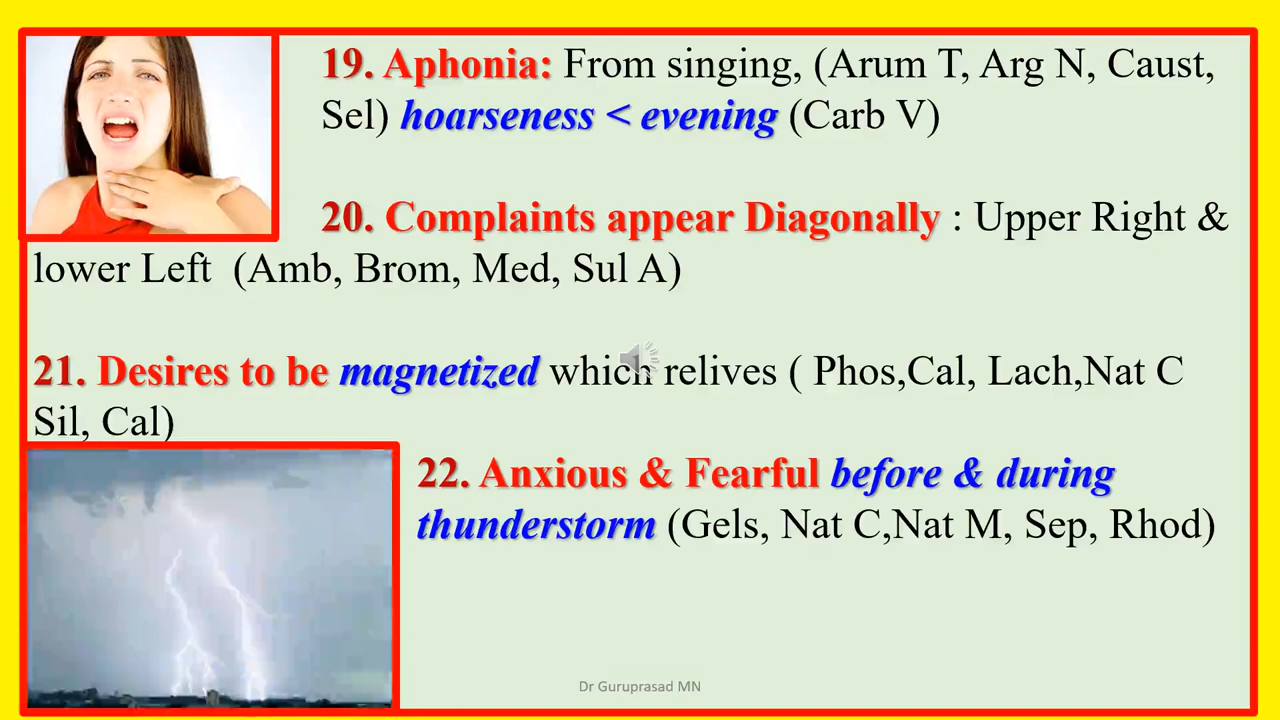 19. Aphonia: From singing, (Arum T, Arg N, Caust,
Sel) hoarseness < evening (Carb V)
20. Complaints appear Diagonally : Upper Right &
lower Left (Amb, Brom, Med, Sul A)
21. Desires to be magnetized which relives ( Phos,Cal, Lach,Nat C
Sil, Cal)
22. Anxious & Fearful before & during
thunderstorm (Gels, Nat C,Nat M, Sep, Rhod)
Dr Guruprasad MN